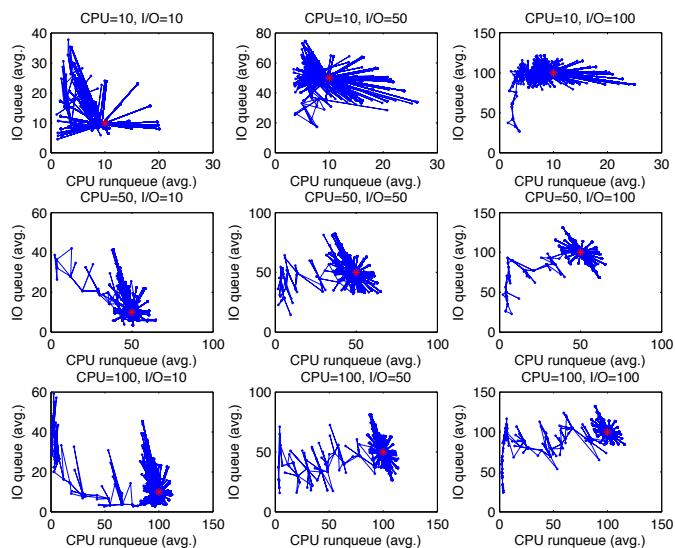 CPU=10, I/O=10
CPU=10, I/O=50
CPU=10, I/O=100
IO queue (avg.)
40
30
20
10
0
0
10
20
30
CPU runqueue (avg.)
IO queue (avg.)
80
60
40
20
0
0
10
20
30
CPU runqueue (avg.)
IO queue (avg.)
150
100
50
0
0
10
20
30
CPU runqueue (avg.)
CPU=50, I/O=10
CPU=50, I/O=50
CPU=50, I/O=100
IO queue (avg.)
60
40
20
0
0
50
100
CPU runqueue (avg.)
IO queue (avg.)
100
50
0
0
50
100
CPU runqueue (avg.)
IO queue (avg.)
150
100
50
0
0
50
100
CPU runqueue (avg.)
CPU=100, I/O=10
CPU=100, I/O=50
CPU=100, I/O=100
IO queue (avg.)
60
40
20
0
0
50
100
150
CPU runqueue (avg.)
IO queue (avg.)
100
50
0
0
50
100
150
CPU runqueue (avg.)
IO queue (avg.)
150
100
50
0
0
50
100
150
CPU runqueue (avg.)